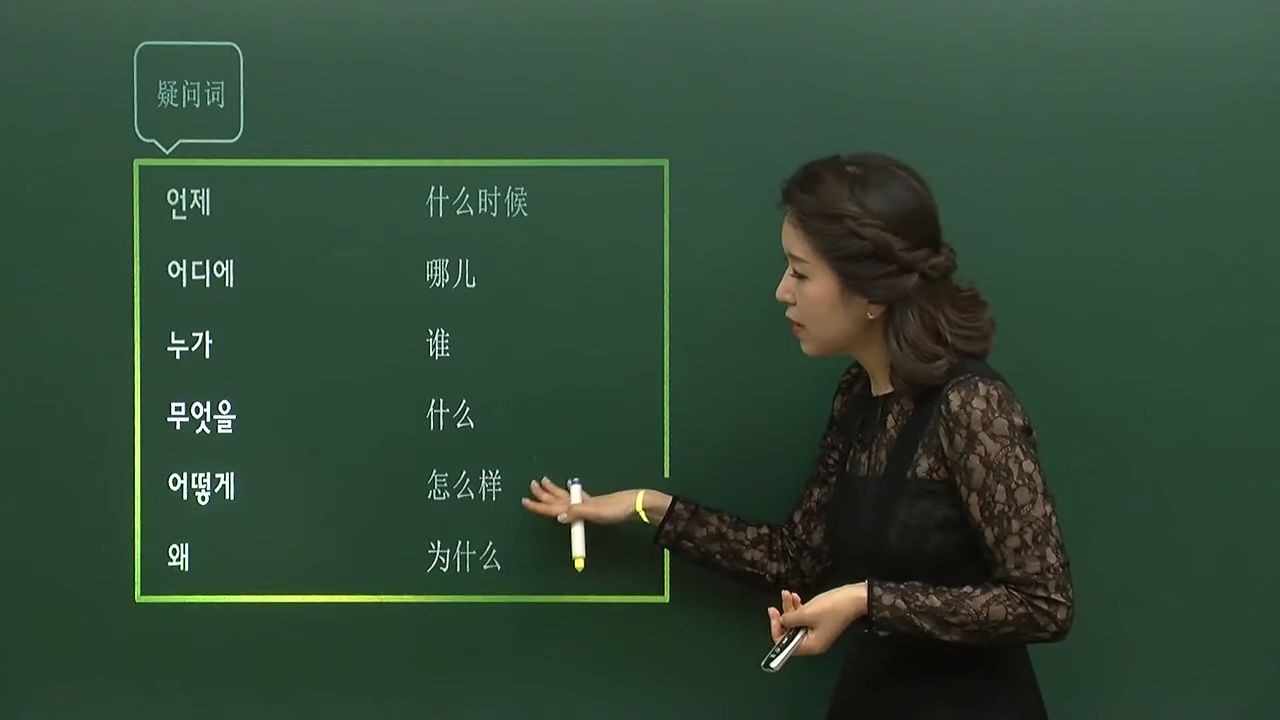 疑问词
언제 什么时候
어디에 哪儿
누가 谁
무엇을 什么
어떻게 怎么样
왜 为什么